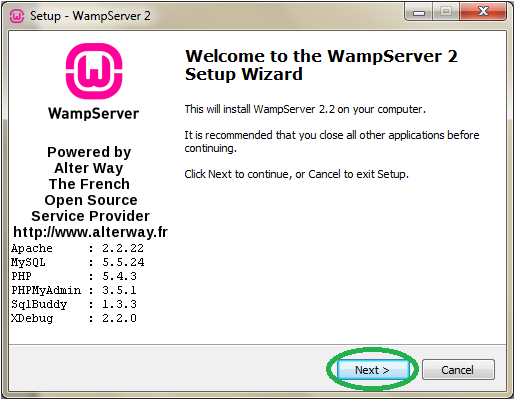 Setup - WampServer 2
WampServer
Powered by
Alter Way
The French
Open Source
Service Provider
http://www.alterway.fr
Apache : 2.2.22
MySQL : 5.5.24
PHP : 5.4.3
PHPMyAdmin : 3.5.1
SqlBuddy : 1.3.3
XDebug : 2.2.0
Welcome to the WampServer 2
Setup Wizard
This will install WampServer 2.2 on your computer.
It is recommended that you close all other applications before
continuing.
Click Next to continue, or Cancel to exit Setup.
Next >
Cancel